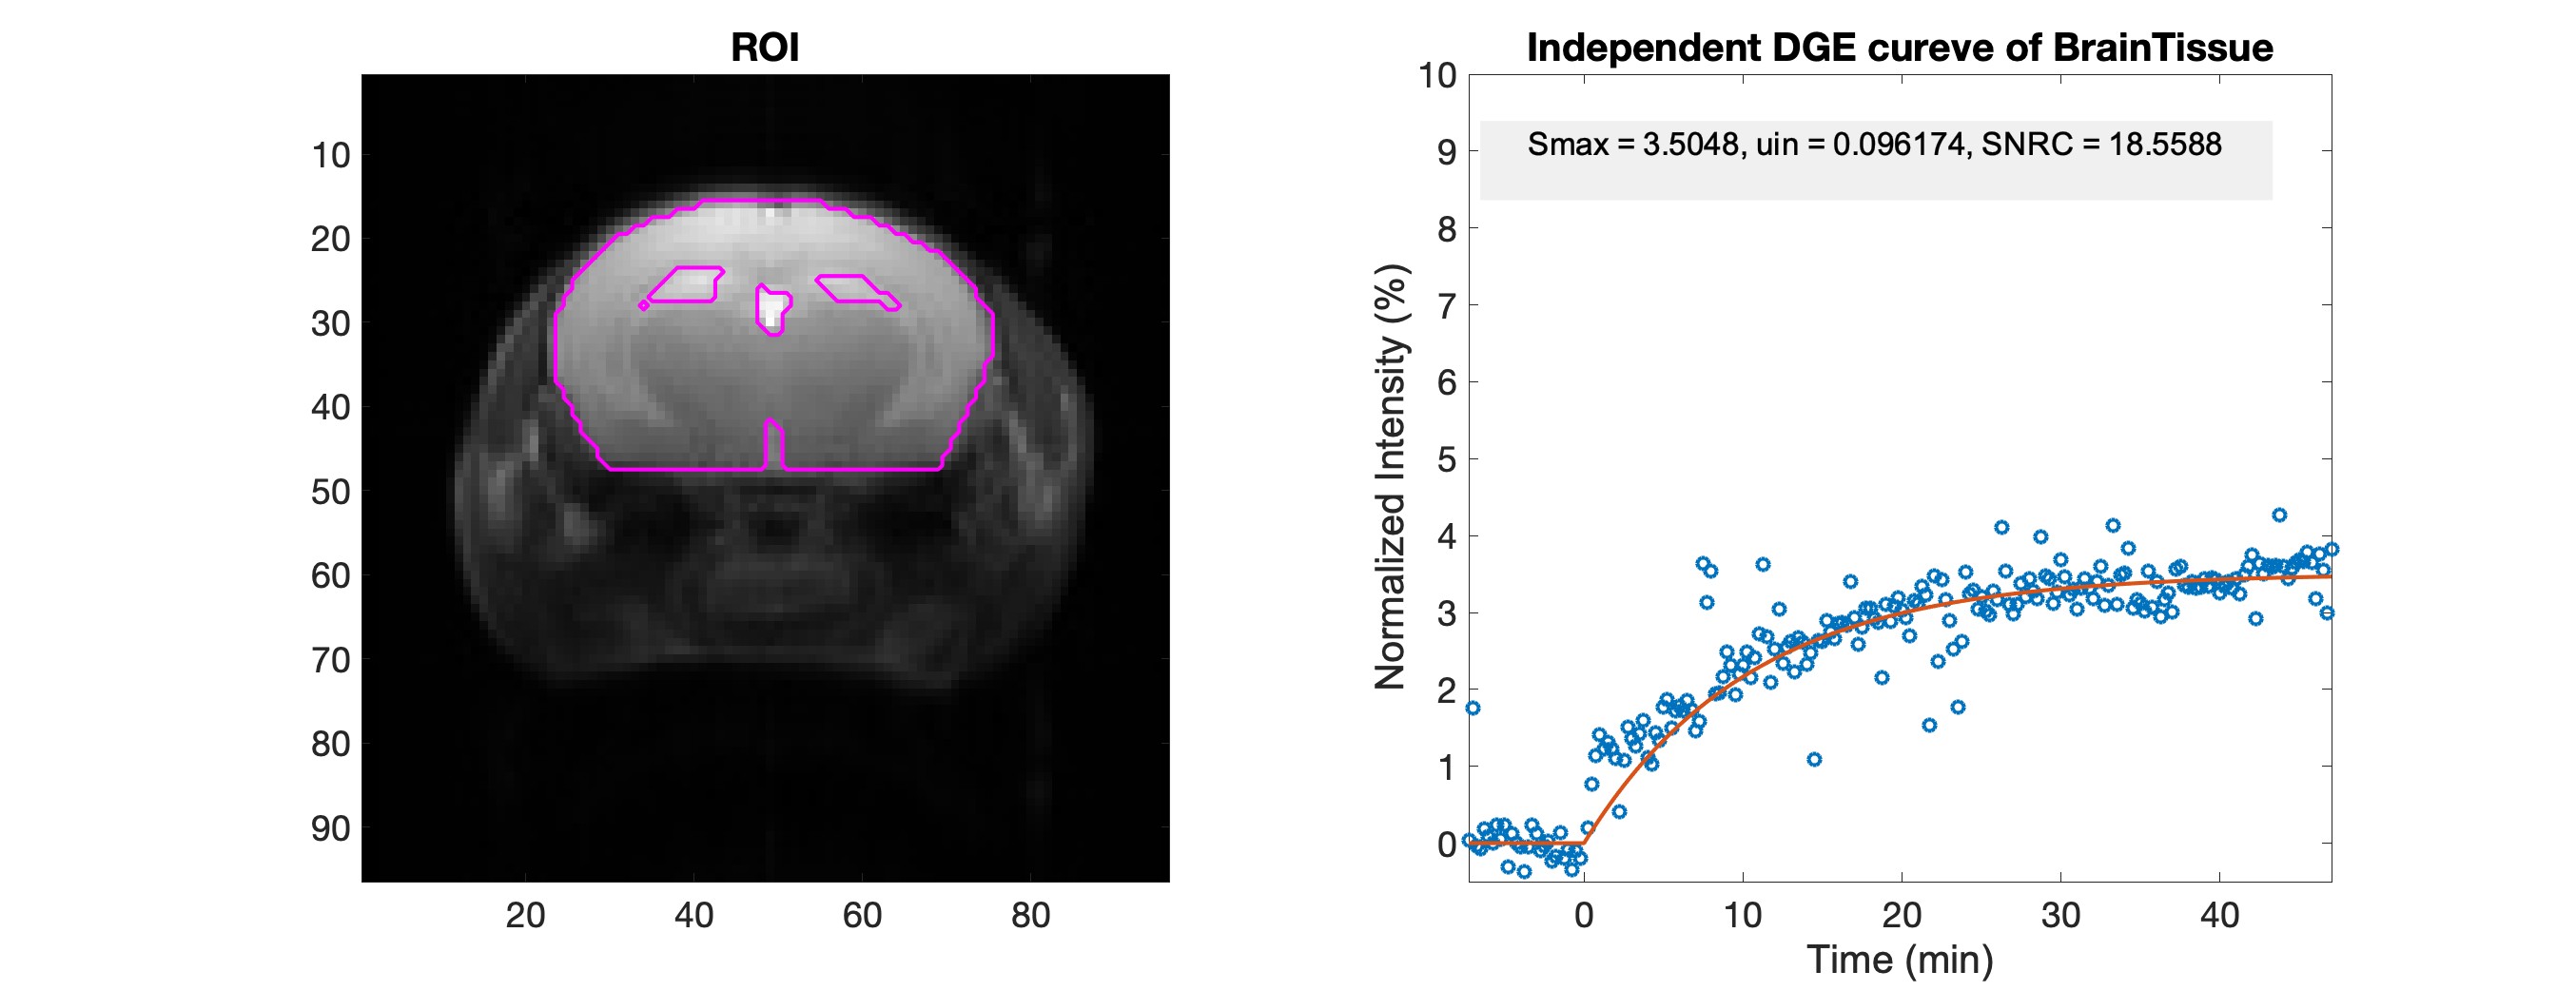 ROI
10
20
30
40
50
60
70
80
90
20 40 60 80
Independent DGE cureve of BrainTissue
Smax = 3.5048, uin = 0.096174, SNRC = 18.5588
Normalized Intensity (%)
10
9
8
7
6
5
4
3
2
1
0
0 10 20 30 40
Time (min)